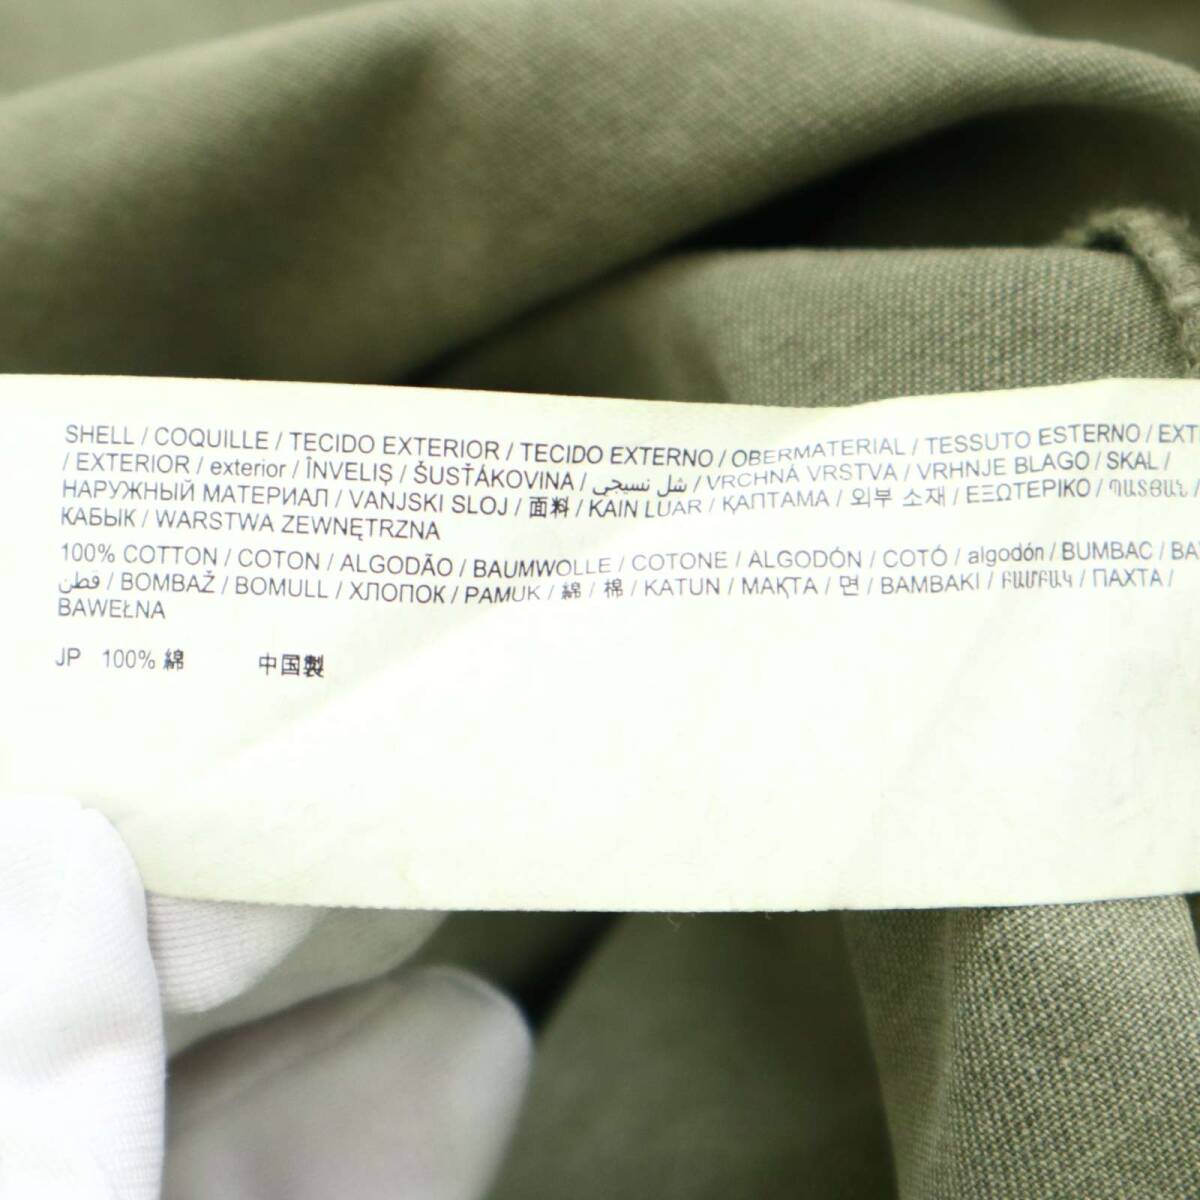 SHELL / COQUILLE / TECIDO EXTERIOR / TECIDO EXTERNO / OBERMATERIAL / TESSUTO ESTERNO /
/ EXTERIOR / exterior / ÎNVELIŞ / ŠUSŤÁKOVINA / شل نسيجي / VRCHNÁ VRSTVA / VRHNJE BLAGO / SKAL /
НАРУЖНЫЙ МАТЕРИАЛ / VANJSKI SLOJ / 面料 / KAIN LUAR / ҚАПТАМА / 외부 소재 / ΕΞΩΤΕΡΙΚΟ / ՊԱՍՏԱՌ /
КАБЫК / WARSTWA ZEWNĘTRZNA
100% COTTON / COTON / ALGODÃO / BAUMWOLLE / COTONE / ALGODÓN / COTÓ / algodón / BUMBAC /
قطن / BOMBAŽ / BOMULL / ХЛОПОК / PAMUK / 綿 / 棉 / KATUN / МАҚТА / 면 / BAMBAKI / ԲԱՄԲԱԿ / ПАХТА /
BAWEŁNA
JP 100% 綿 中国製